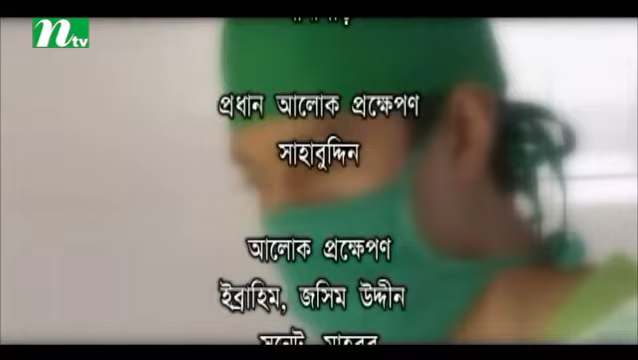 ntv
প্রধান আলোক প্রক্ষেপণ
সাহাবুদ্দিন
আলোক প্রক্ষেপণ
ইব্রাহিম, জসিম উদ্দীন